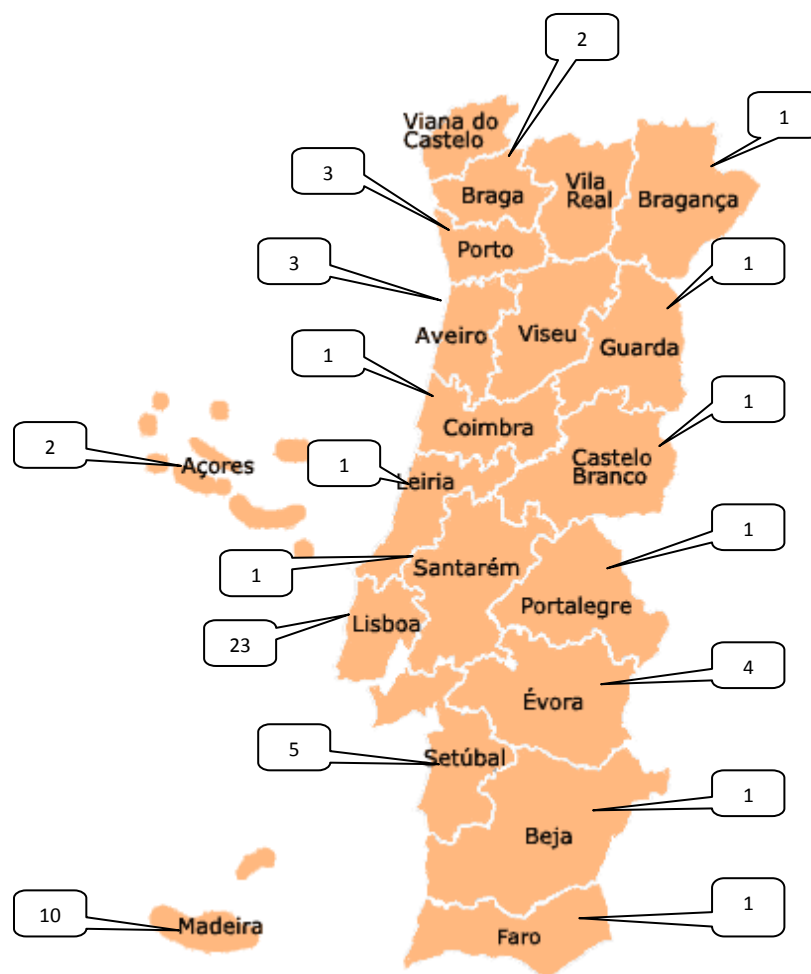 2
1
Viana do
Castelo
3
Braga
Vila
Real
Bragança
Porto
3
1
Aveiro
Viseu
Guarda
1
1
Coimbra
2
Açores
1
Leiria
Castelo
Branco
1
1
Santarém
Portalegre
23
Lisboa
4
Évora
5
Setúbal
1
Beja
10
Madeira
1
Faro